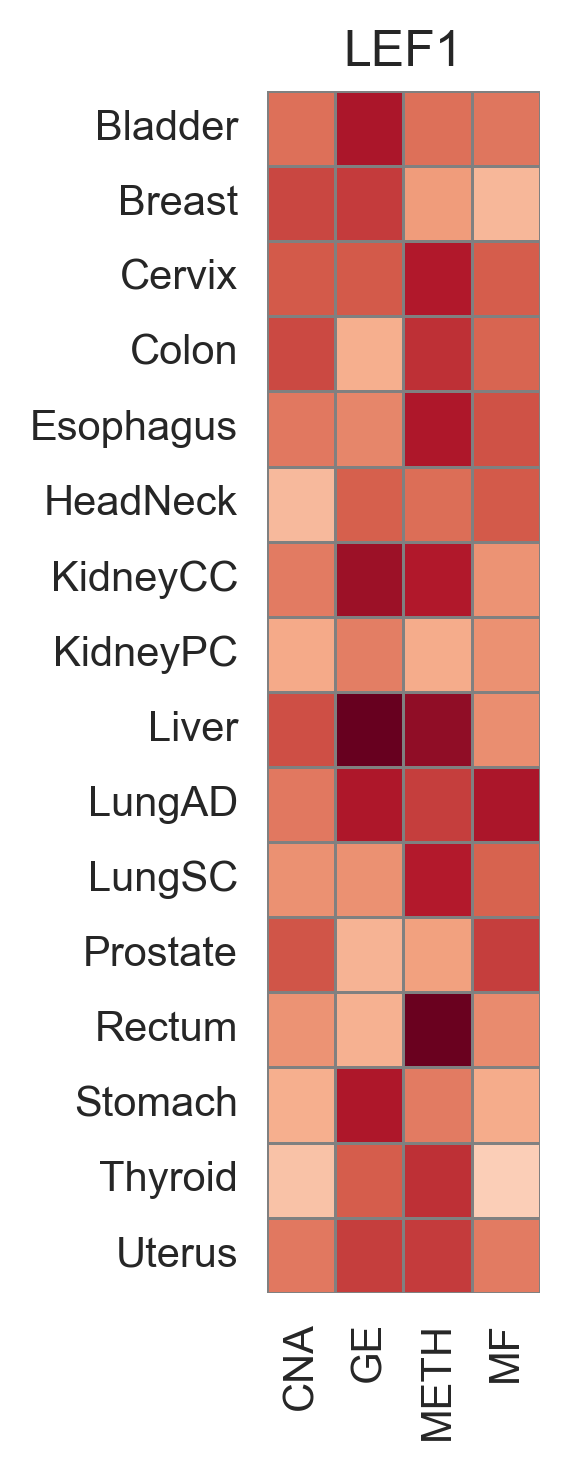 LEF1
Bladder
Breast
Cervix
Colon
Esophagus
HeadNeck
KidneyCC
KidneyPC
Liver
LungAD
LungSC
Prostate
Rectum
Stomach
Thyroid
Uterus
CNA
GE
METH
MF